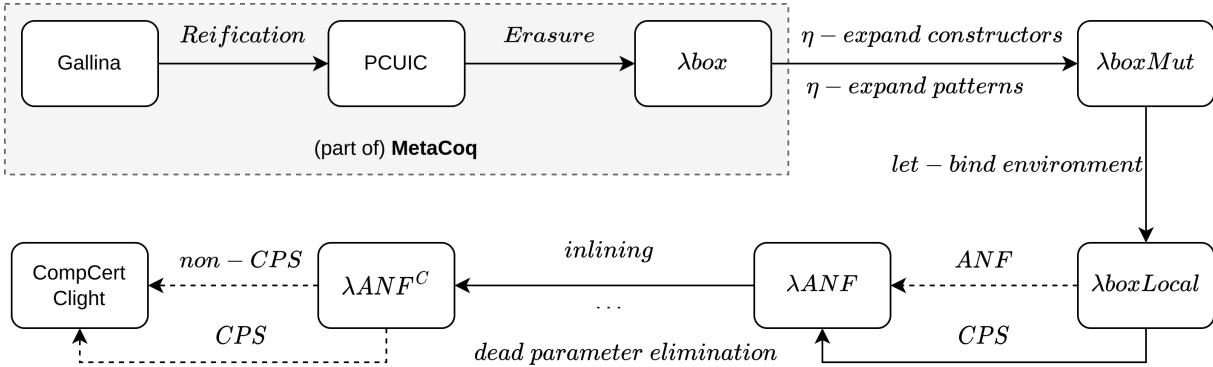 Gallina
Reification
PCUIC
Erasure
λbox
η − expand constructors
η − expand patterns
λboxMut
(part of) MetaCoq
let − bind environment
CompCert
Clight
non − CPS
CPS
λANF^C
inlining
...
dead parameter elimination
λANF
ANF
CPS
λboxLocal